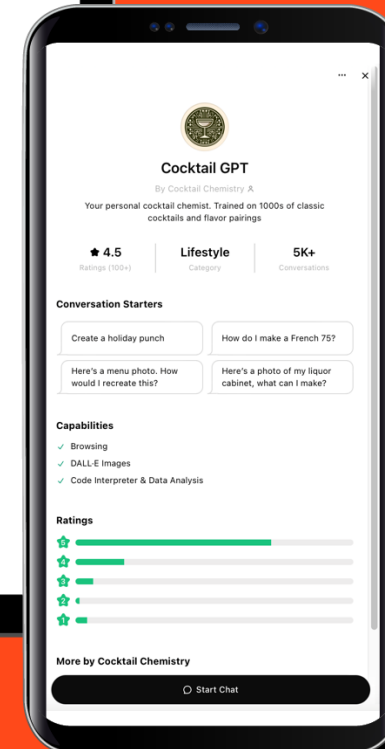 Cocktail GPT
By Cocktail Chemistry
Your personal cocktail chemist. Trained on 1000s of classic
cocktails and flavor pairings
4.5
Ratings (100+)
Lifestyle
Category
5K+
Conversations
Conversation Starters
Create a holiday punch
How do I make a French 75?
Here's a menu photo. How
would I recreate this?
Here's a photo of my liquor
cabinet, what can I make?
Capabilities
Browsing
DALL·E Images
Code Interpreter & Data Analysis
Ratings
5
4
3
2
1
More by Cocktail Chemistry
Start Chat